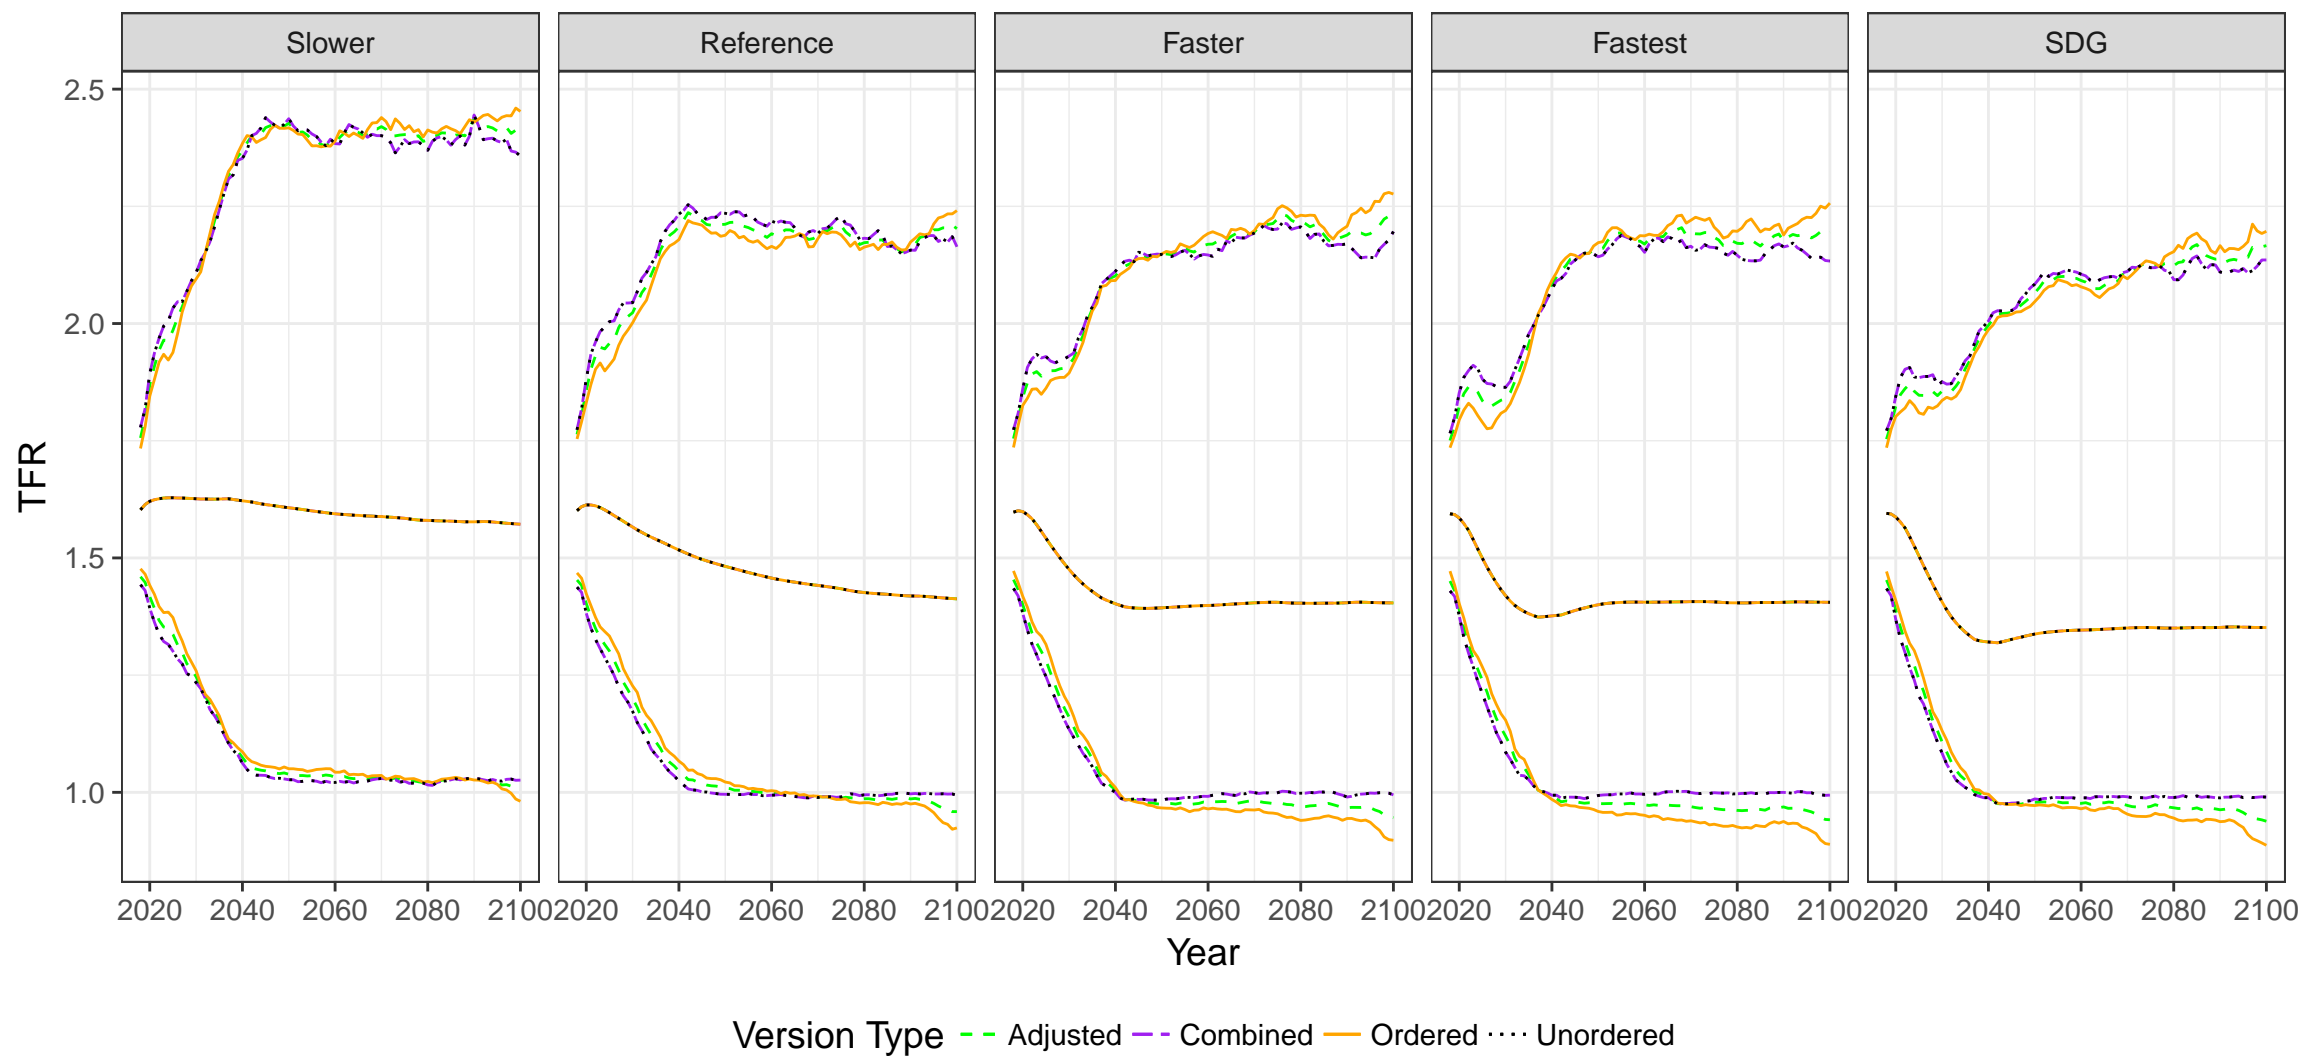 Slower Reference Faster Fastest SDG
2.5
2.0
1.5
1.0
TFR
2020 2040 2060 2080 2100 2020 2040 2060 2080 2100 2020 2040 2060 2080 2100 2020 2040 2060 2080 2100 2020 2040 2060 2080 2100
Year
Version Type Adjusted Combined Ordered Unordered